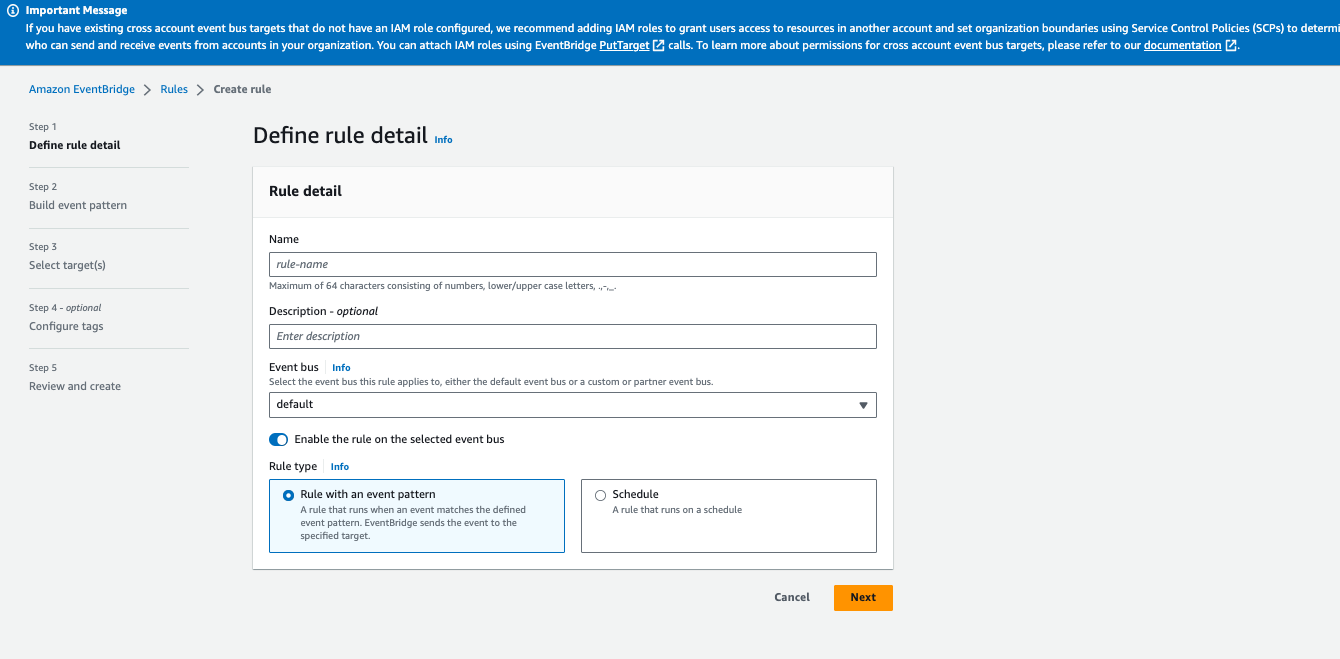 Important Message
If you have existing cross account event bus targets that do not have an IAM role configured, we recommend adding IAM roles to grant users access to resources in another account and set organization boundaries using Service Control Policies (SCPs) to
who can send and receive events from accounts in your organization. You can attach IAM roles using EventBridge PutTarget calls. To learn more about permissions for cross account event bus targets, please refer to our documentation.
Amazon EventBridge > Rules > Create rule
Step 1
Define rule detail
Step 2
Build event pattern
Step 3
Select target(s)
Step 4 - optional
Configure tags
Step 5
Review and create
Define rule detail Info
Rule detail
Name
rule-name
Maximum of 64 characters consisting of numbers, lower/upper case letters, .,-,_.
Description - optional
Enter description
Event bus Info
Select the event bus this rule applies to, either the default event bus or a custom or partner event bus.
default
Enable the rule on the selected event bus
Rule type Info
Rule with an event pattern
A rule that runs when an event matches the defined
event pattern. EventBridge sends the event to the
specified target.
Schedule
A rule that runs on a schedule
Cancel
Next